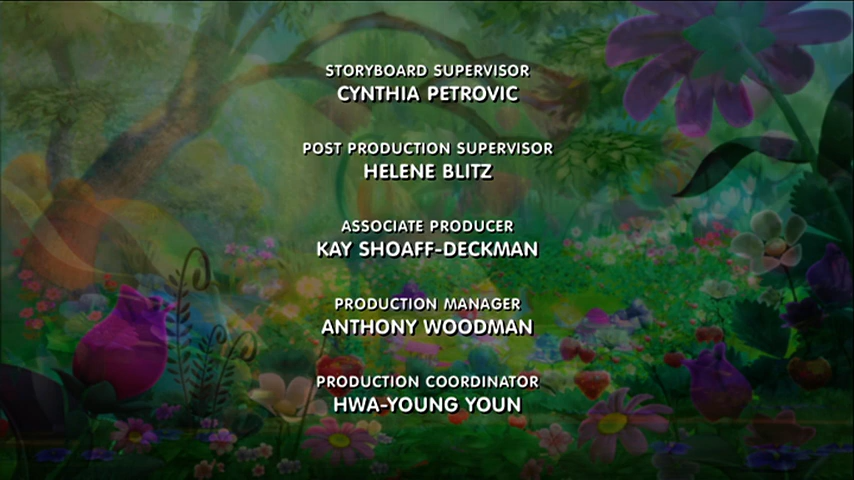 STORYBOARD SUPERVISOR
CYNTHIA PETROVIC
POST PRODUCTION SUPERVISOR
HELENE BLITZ
ASSOCIATE PRODUCER
KAY SHOAFF-DECKMAN
PRODUCTION MANAGER
ANTHONY WOODMAN
PRODUCTION COORDINATOR
HWA-YOUNG YOUN